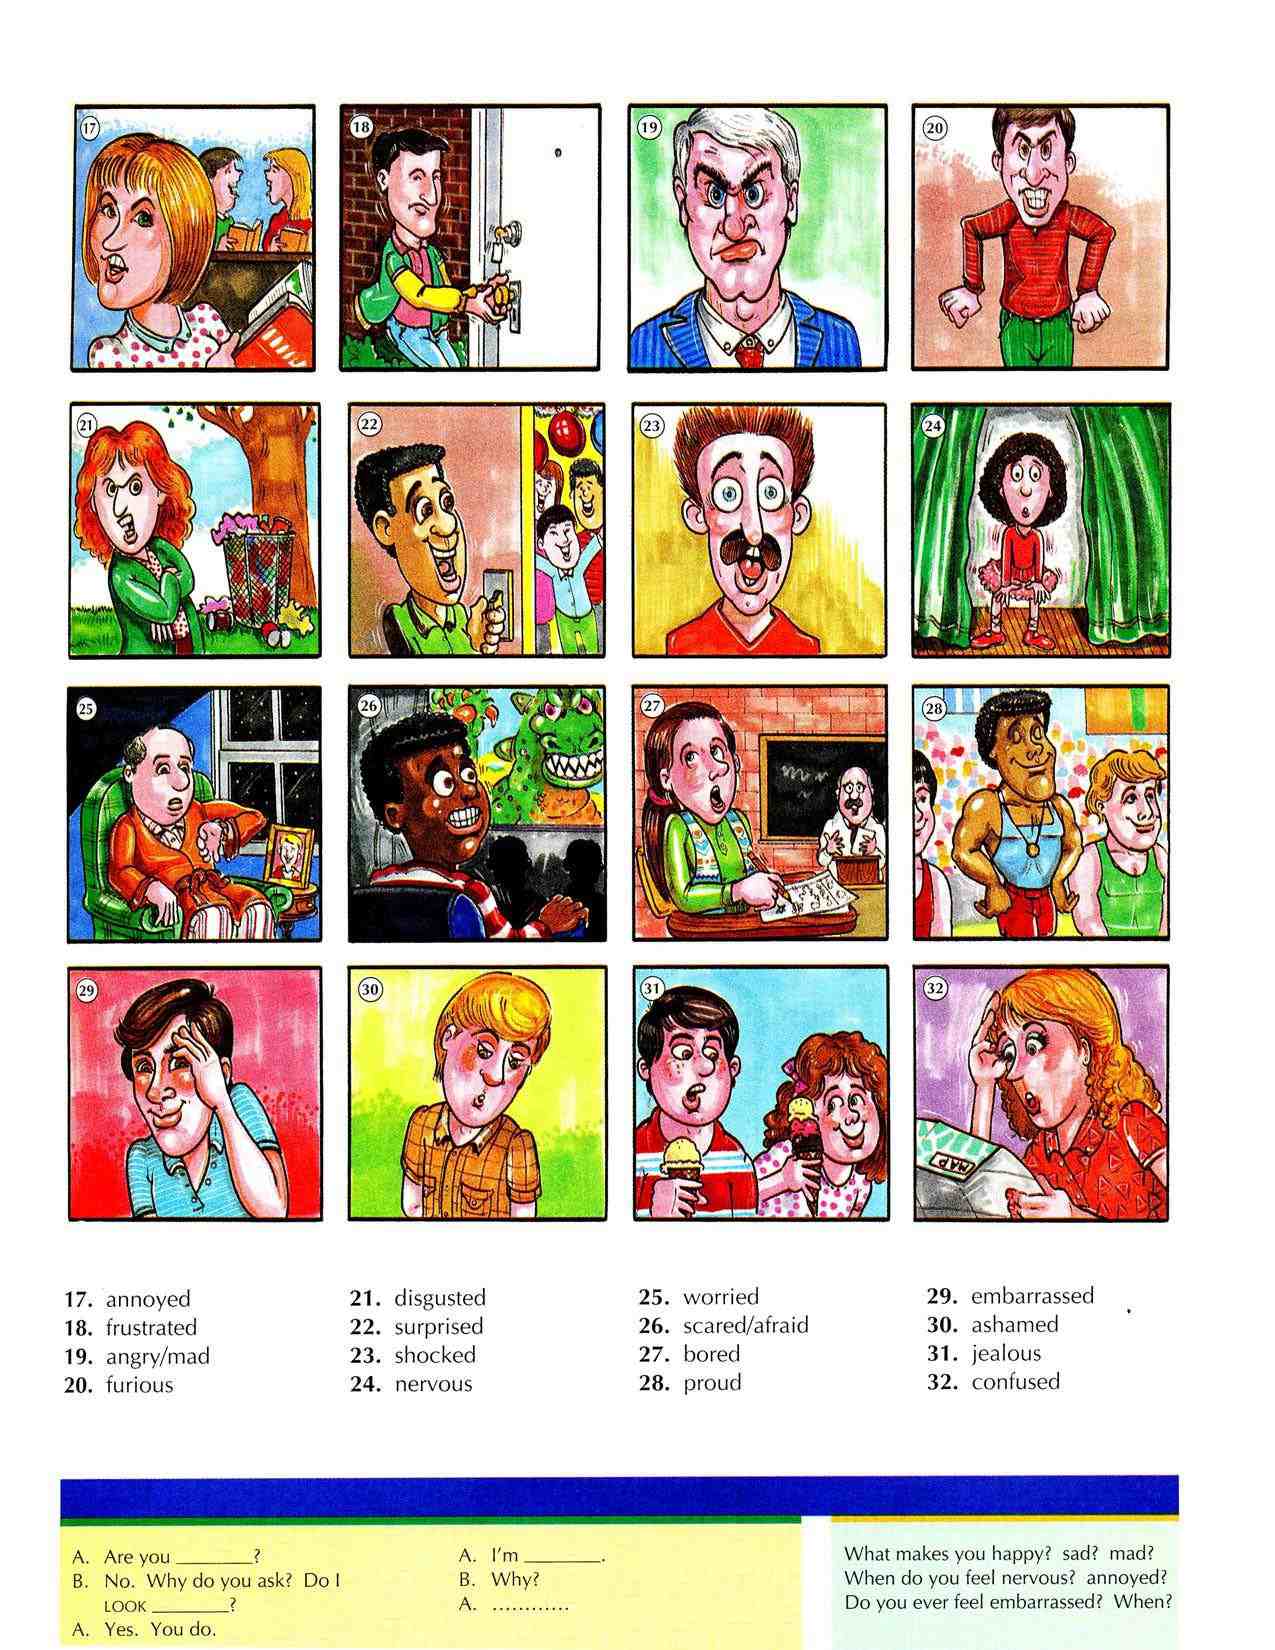 17
18
19
20
21
22
23
24
25
26
27
28
29
30
31
32
MAP
17. annoyed
18. frustrated
19. angry/mad
20. furious
21. disgusted
22. surprised
23. shocked
24. nervous
25. worried
26. scared/afraid
27. bored
28. proud
29. embarrassed
30. ashamed
31. jealous
32. confused
A. Are you ________?
B. No. Why do you ask? Do I
LOOK ________?
A. Yes. You do.
A. I'm ________.
B. Why?
A. ............
What makes you happy? sad? mad?
When do you feel nervous? annoyed?
Do you ever feel embarrassed? When?